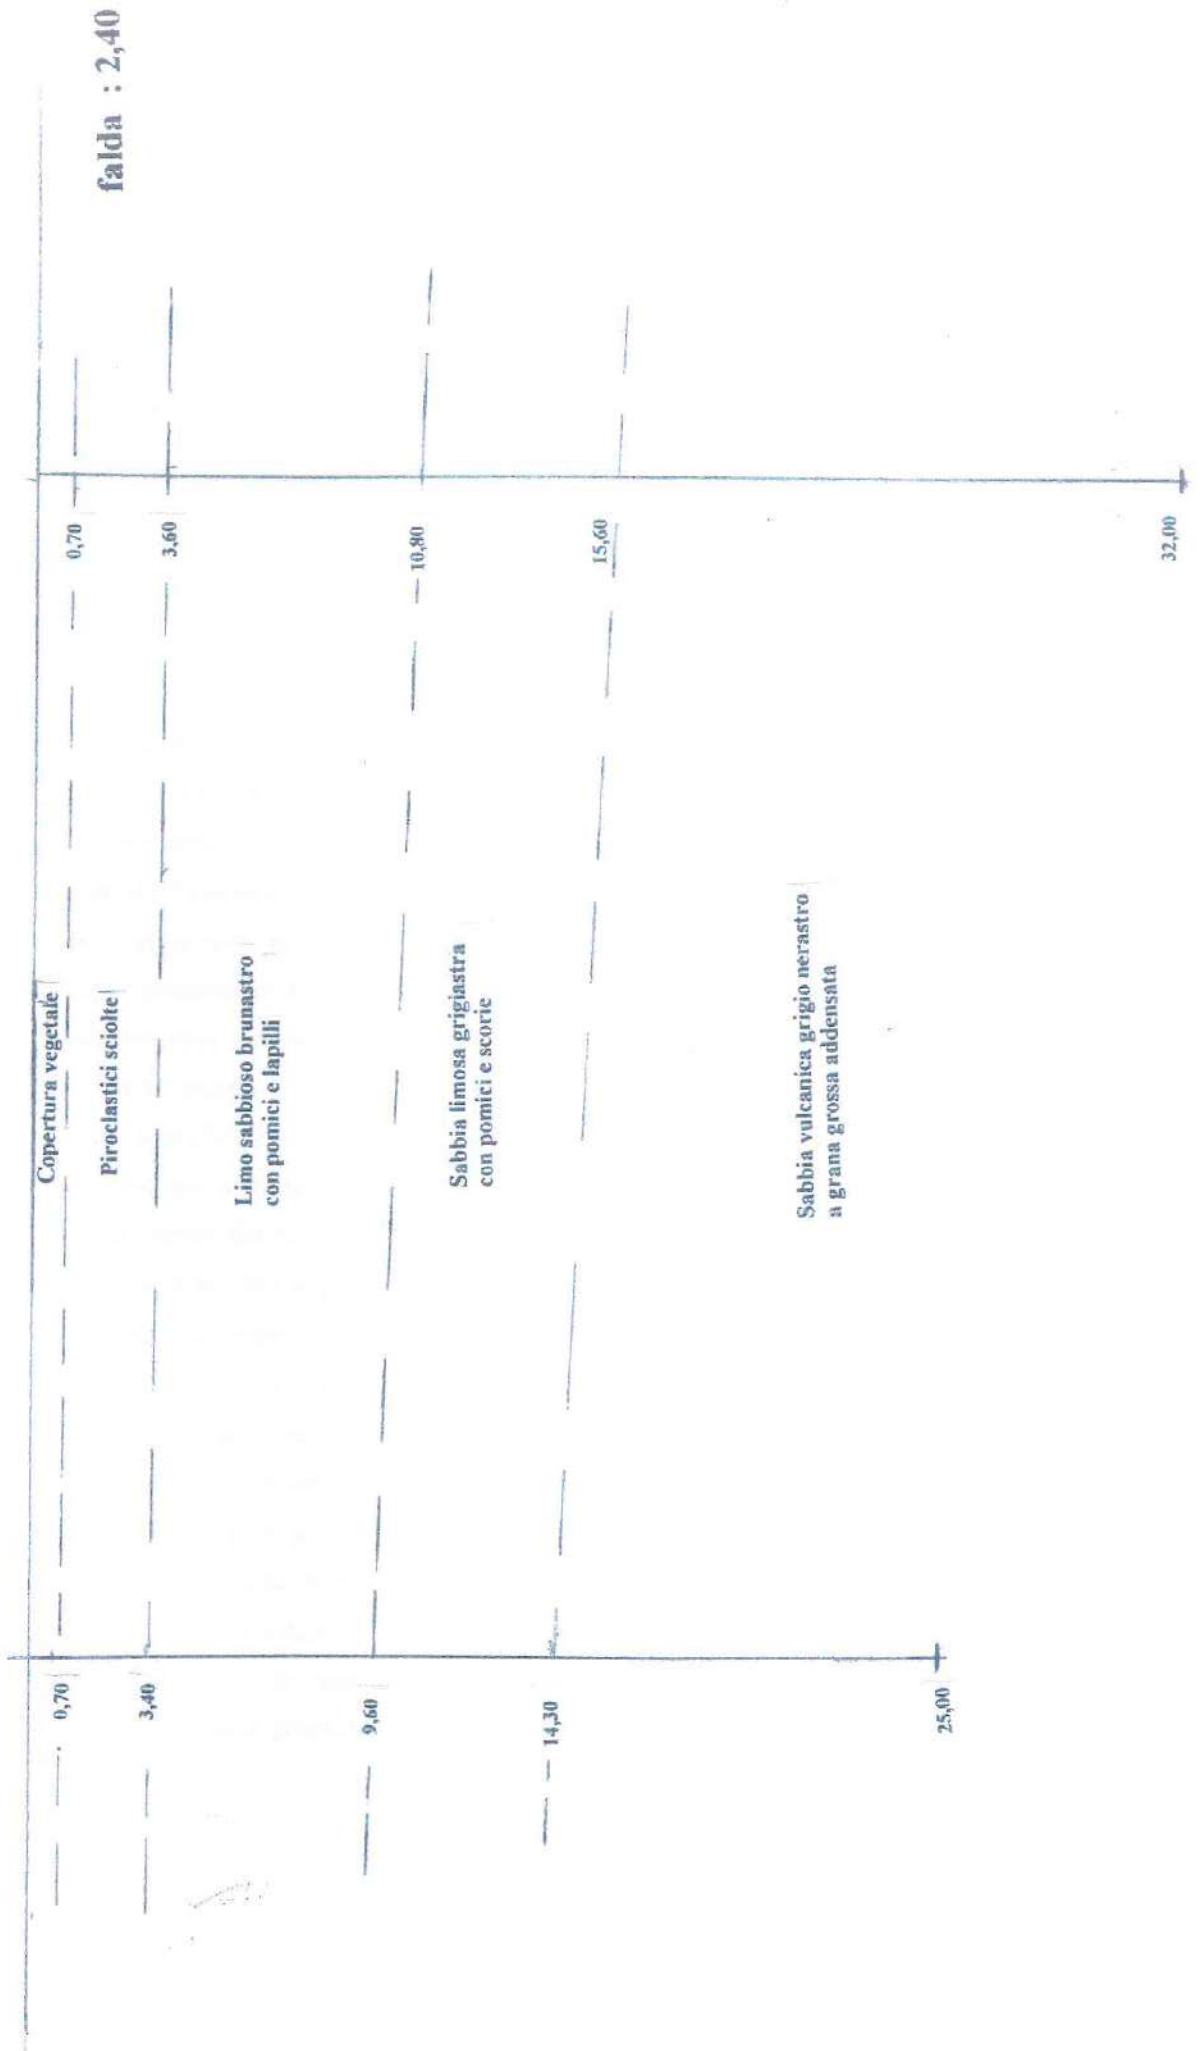 falda : 2,40
Copertura vegetale
0,70
0,70
Piroclastici sciolte
3,40
3,60
Limo sabbioso brunastro
con pomici e lapilli
9,60
10,80
Sabbia limosa grigiastra
con pomici e scorie
14,30
15,60
Sabbia vulcanica grigio nerastro
a grana grossa addensata
25,00
32,00